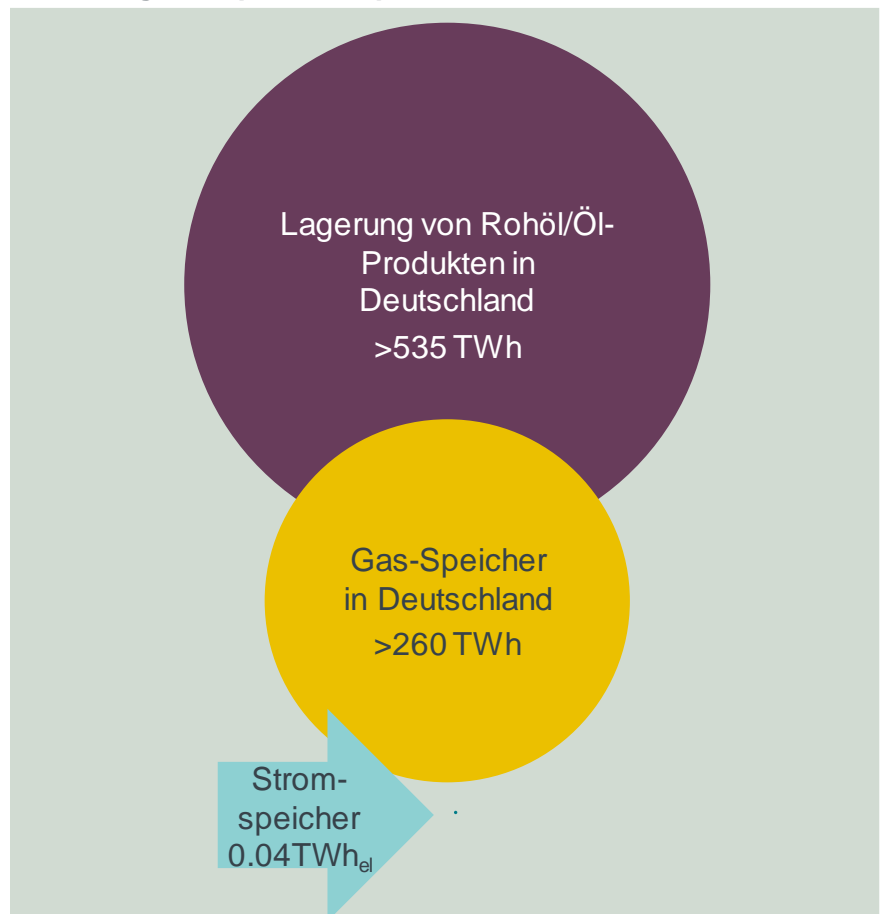 Lagerung von Rohöl/Öl-
Produkten in
Deutschland
>535 TWh
Gas-Speicher
in Deutschland
>260 TWh
Strom-
speicher
0.04TWhel